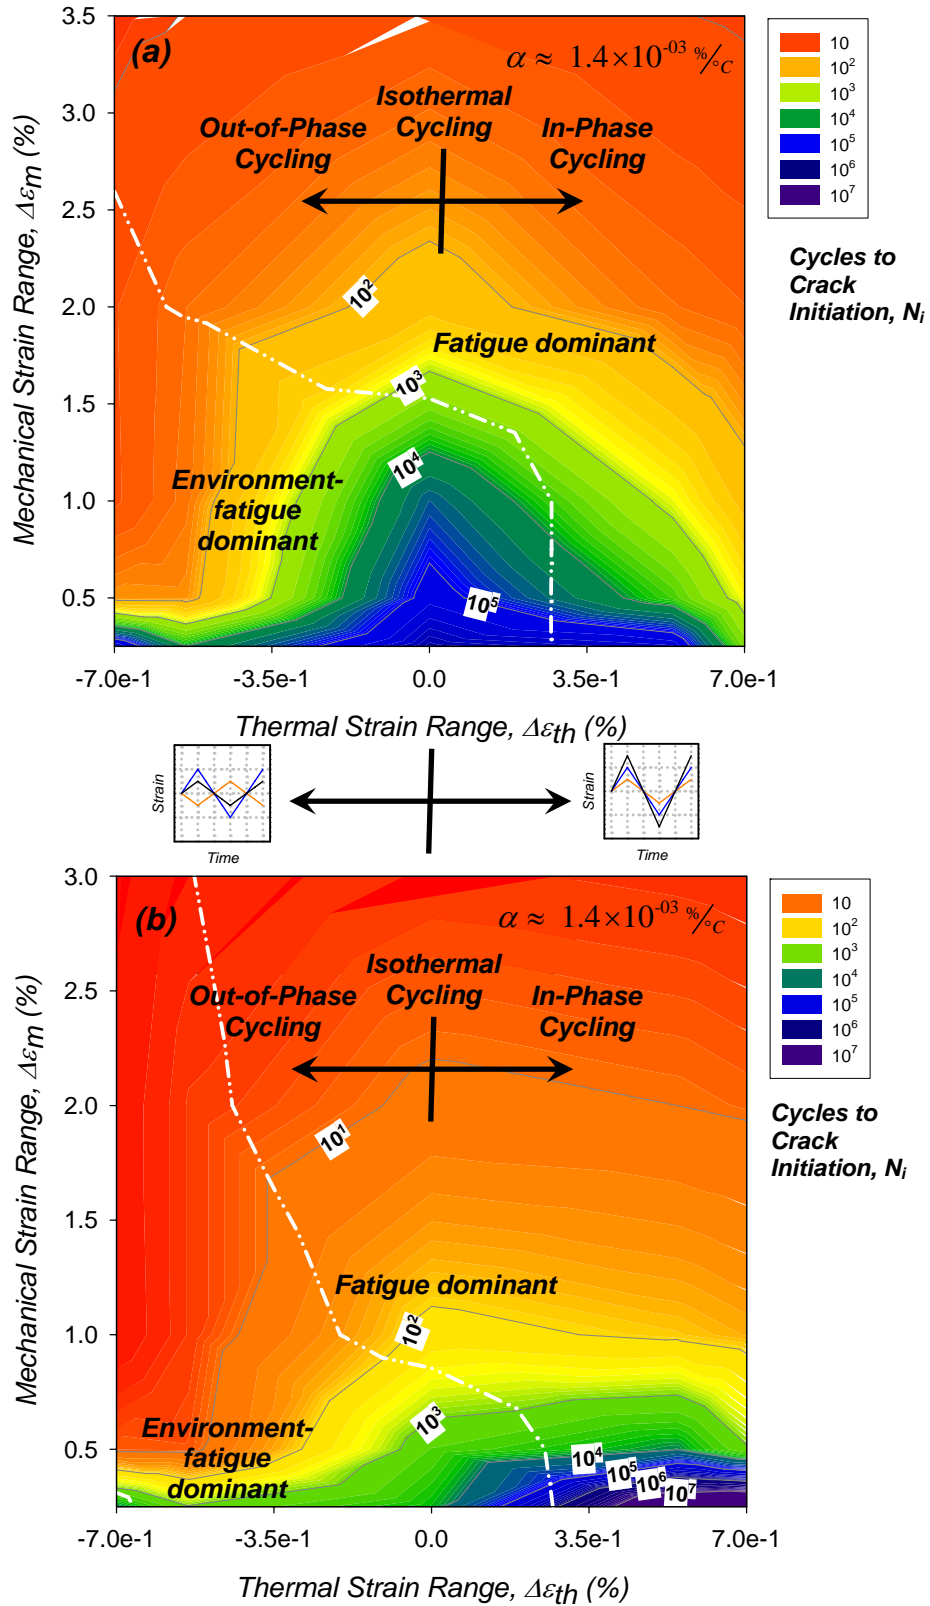 3.5
(a)
α ≈ 1.4×10⁻⁰³ %/°C
10
10²
10³
10⁴
10⁵
10⁶
10⁷
3.0
Isothermal
Cycling
Out-of-Phase
Cycling
In-Phase
Cycling
2.5
Cycles to
Crack
Initiation, Nᵢ
10²
2.0
Fatigue dominant
10³
1.5
10⁴
Environment-
fatigue
dominant
1.0
10⁵
0.5
Mechanical Strain Range, Δεm (%)
-7.0e-1
-3.5e-1
0.0
3.5e-1
7.0e-1
Thermal Strain Range, Δεth (%)
Strain
Time
Strain
Time
3.0
(b)
α ≈ 1.4×10⁻⁰³ %/°C
10
10²
10³
10⁴
10⁵
10⁶
10⁷
Isothermal
Cycling
2.5
Out-of-Phase
Cycling
In-Phase
Cycling
Cycles to
Crack
Initiation, Nᵢ
2.0
10¹
1.5
Fatigue dominant
10²
1.0
10³
Environment-
fatigue
dominant
0.5
10⁴
10⁵
10⁶
10⁷
Mechanical Strain Range, Δεm (%)
-7.0e-1
-3.5e-1
0.0
3.5e-1
7.0e-1
Thermal Strain Range, Δεth (%)